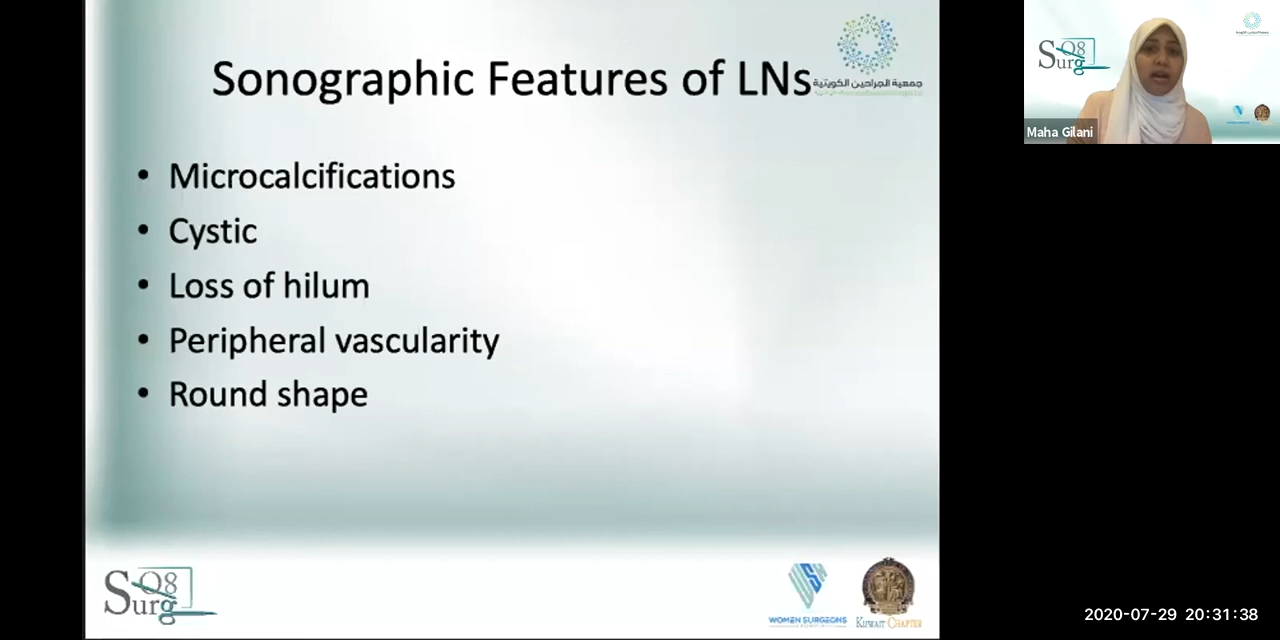 Sonographic Features of LNs
جمعية الجراحين الكويتية
• Microcalcifications
• Cystic
• Loss of hilum
• Peripheral vascularity
• Round shape
SurgQ8
WOMEN SURGEONS
KUWAIT CHAPTER
SurgQ8
Maha Gilani
2020-07-29 20:31:38